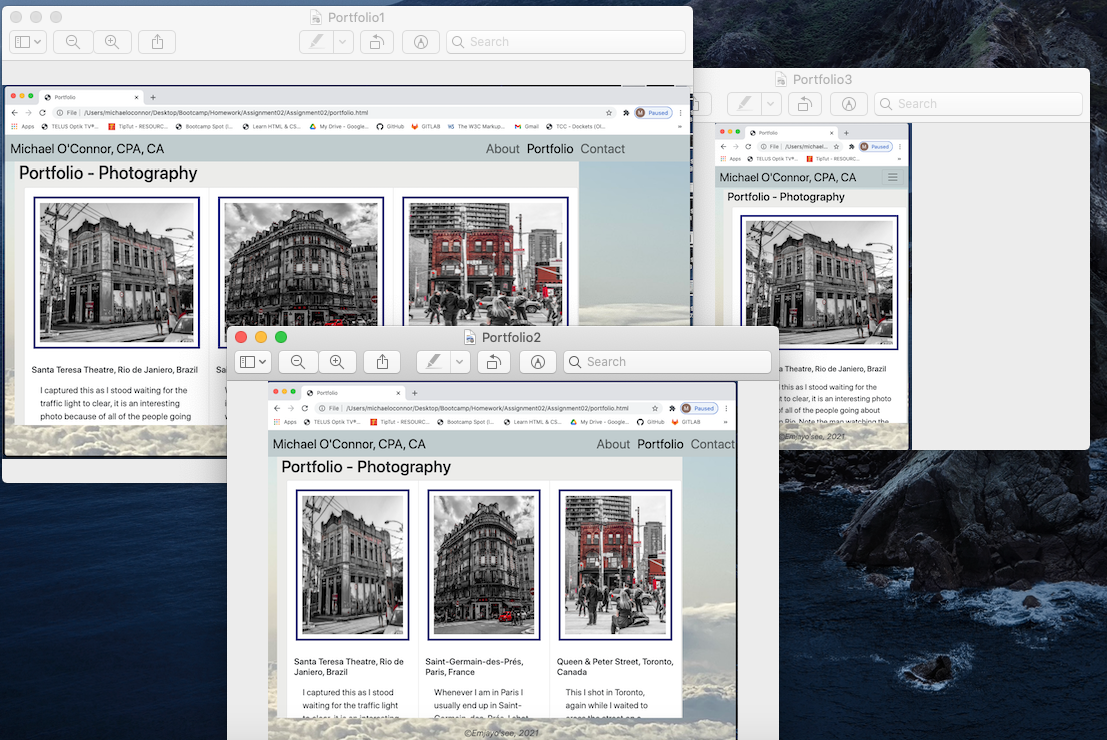 Portfolio1
Search
Portfolio
/Users/michaeloconnor/Desktop/Bootcamp/Homework/Assignment02/Assignment02/portfolio.html
File
Paused
Apps
TELUS Optik TV®...
TipTut - RESOURC...
Bootcamp Spot (I...
Learn HTML & CS...
My Drive - Google...
GitHub
GITLAB
The W3C Markup...
Gmail
TCC - Dockets (Ol...
Michael O'Connor, CPA, CA
About Portfolio Contact
Portfolio - Photography
Santa Teresa Theatre, Rio de Janeiro, Brazil
I captured this as I stood waiting for the
traffic light to clear, it is an interesting
photo because of all of the people going
Portfolio3
Search
Portfolio
File
/Users/michael...
Paused
Apps
TELUS Optik TV®...
TipTut - RESOURC...
Michael O'Connor, CPA, CA
Portfolio - Photography
Theatre, Rio de Janeiro, Brazil
this as I stood waiting for the
to clear, it is an interesting photo
of all of the people going about
Rio. Note the man watching the
see, 2021
Portfolio2
Search
Portfolio
File
/Users/michaeloconnor/Desktop/Bootcamp/Homework/Assignment02/Assignment02/portfolio.html
Paused
Apps
TELUS Optik TV®...
TipTut - RESOURC...
Bootcamp Spot (I...
Learn HTML & CS...
My Drive - Google...
GitHub
GITLAB
Michael O'Connor, CPA, CA
About Portfolio Contact
Portfolio - Photography
Santa Teresa Theatre, Rio de
Janeiro, Brazil
I captured this as I stood
waiting for the traffic light
to clear, it is an interesting
Saint-Germain-des-Prés,
Paris, France
Whenever I am in Paris I
usually end up in Saint-
Germain-des-Prés. I shot
Queen & Peter Street, Toronto,
Canada
This I shot in Toronto,
again while I waited to
cross the street on a
©Emjayo'see, 2021